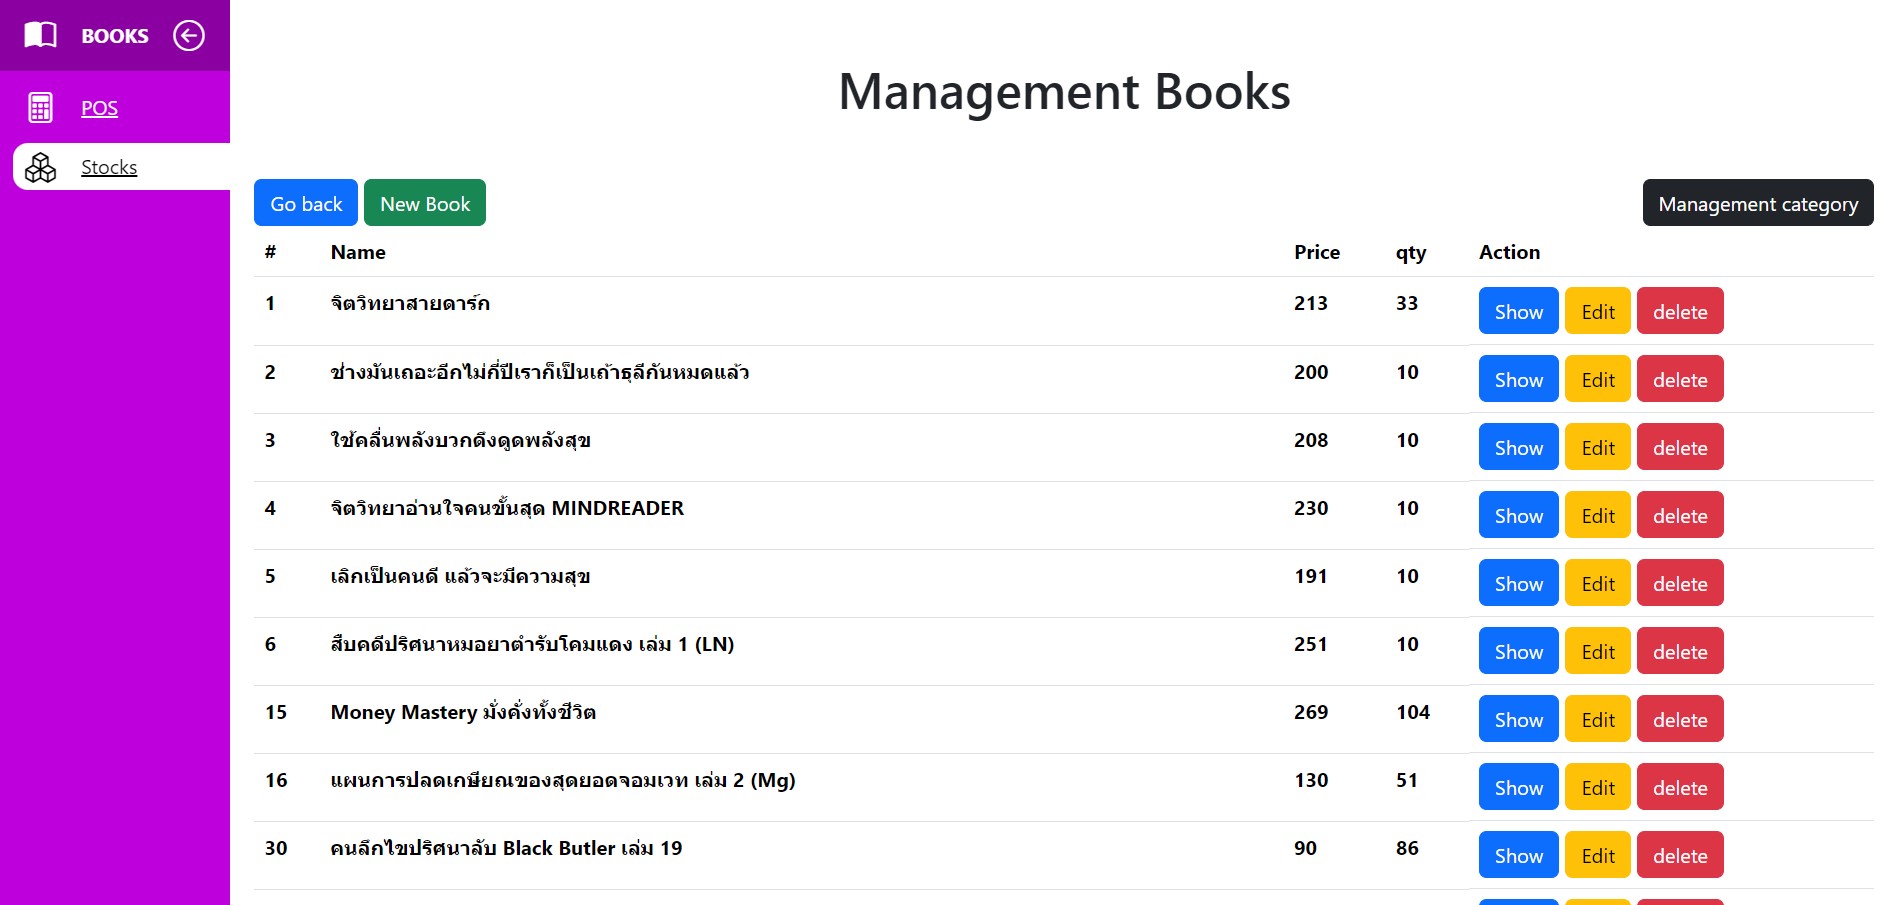 BOOKS
POS
Stocks
Management Books
Go back New Book Management category
# Name Price qty Action
1 จิตวิทยาสายดาร์ก 213 33 Show Edit delete
2 ช่างมันเถอะอีกไม่กี่ปีเราก็เป็นเถ้าธุลีกันหมดแล้ว 200 10 Show Edit delete
3 ใช้คลื่นพลังบวกดึงดูดพลังสุข 208 10 Show Edit delete
4 จิตวิทยาอ่านใจคนขั้นสุด MINDREADER 230 10 Show Edit delete
5 เลิกเป็นคนดี แล้วจะมีความสุข 191 10 Show Edit delete
6 สืบคดีปริศนาหมอยาตำรับโคมแดง เล่ม 1 (LN) 251 10 Show Edit delete
15 Money Mastery มั่งคั่งทั้งชีวิต 269 104 Show Edit delete
16 แผนการปลดเกษียณของสุดยอดจอมเวท เล่ม 2 (Mg) 130 51 Show Edit delete
30 คนลึกไขปริศนาลับ Black Butler เล่ม 19 90 86 Show Edit delete